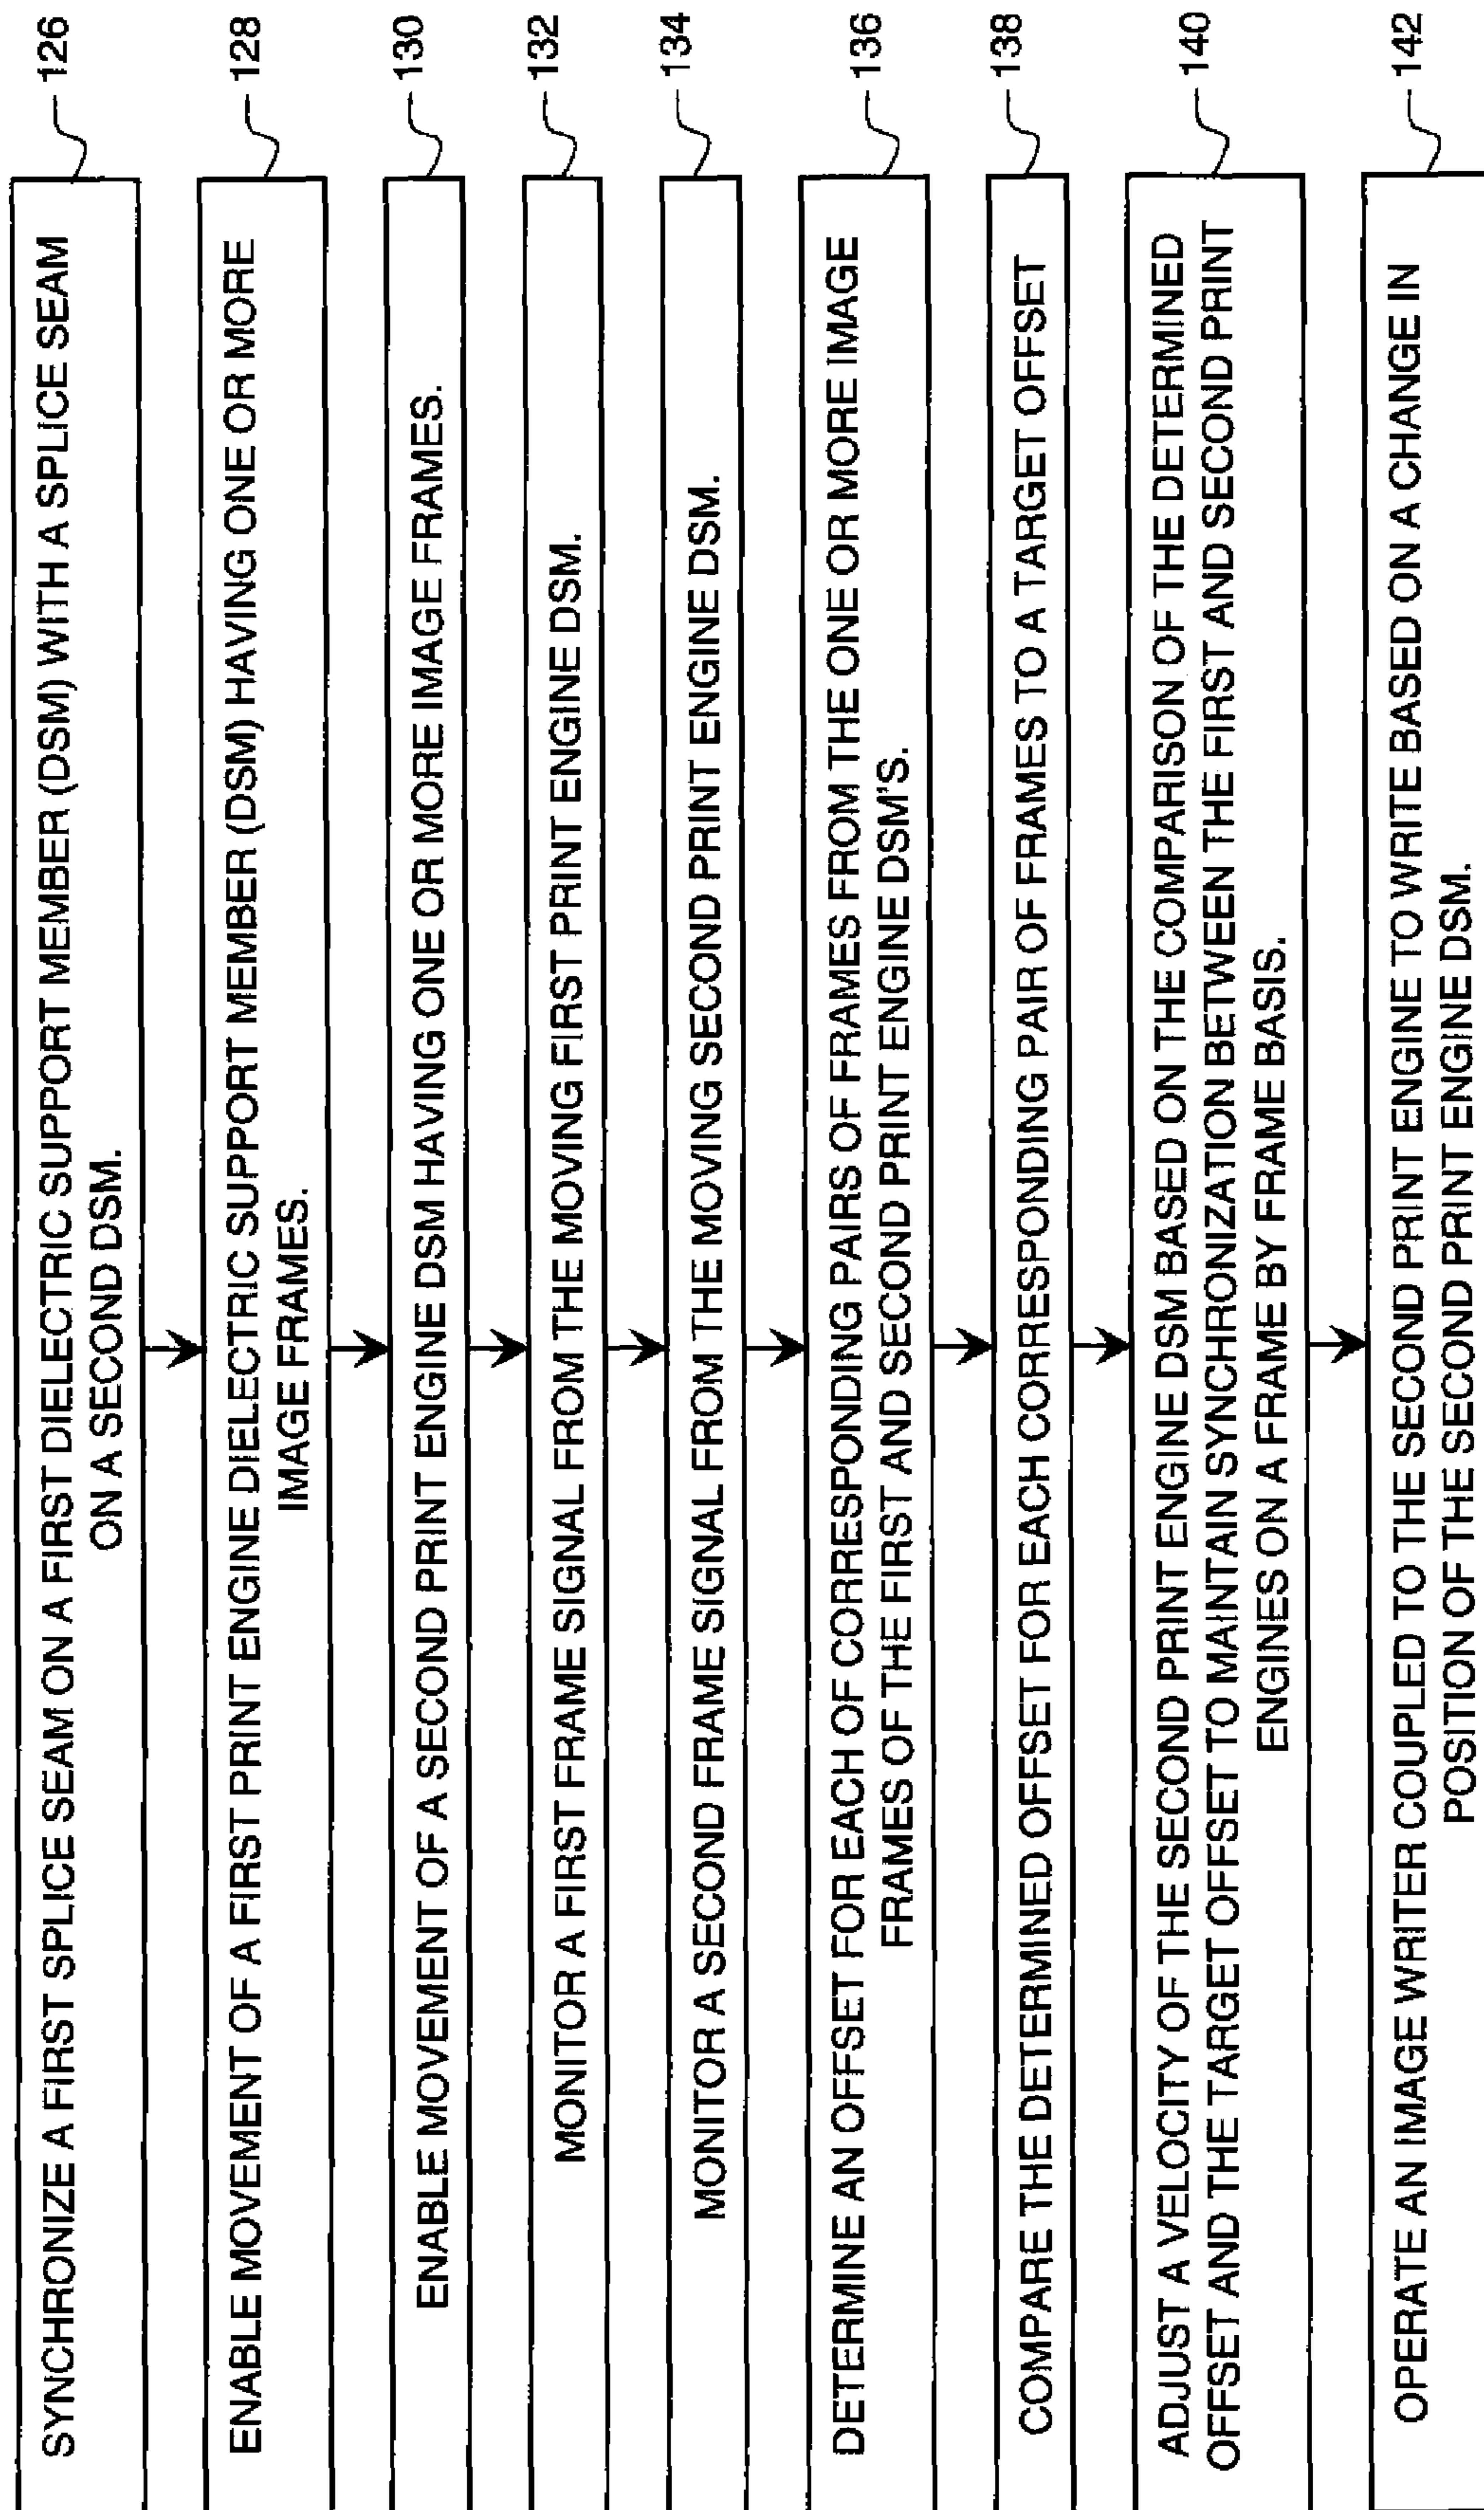 SYNCHRONIZE A FIRST SPLICE SEAM ON A FIRST DIELECTRIC SUPPORT MEMBER (DSM) WITH A SPLICE SEAM
ON A SECOND DSM.
126
ENABLE MOVEMENT OF A FIRST PRINT ENGINE DIELECTRIC SUPPORT MEMBER (DSM) HAVING ONE OR MORE
IMAGE FRAMES.
128
ENABLE MOVEMENT OF A SECOND PRINT ENGINE DSM HAVING ONE OR MORE IMAGE FRAMES.
130
MONITOR A FIRST FRAME SIGNAL FROM THE MOVING FIRST PRINT ENGINE DSM.
132
MONITOR A SECOND FRAME SIGNAL FROM THE MOVING SECOND PRINT ENGINE DSM.
134
DETERMINE AN OFFSET FOR EACH OF CORRESPONDING PAIRS OF FRAMES FROM THE ONE OR MORE IMAGE
FRAMES OF THE FIRST AND SECOND PRINT ENGINE DSM'S.
136
COMPARE THE DETERMINED OFFSET FOR EACH CORRESPONDING PAIR OF FRAMES TO A TARGET OFFSET
138
ADJUST A VELOCITY OF THE SECOND PRINT ENGINE DSM BASED ON THE COMPARISON OF THE DETERMINED
OFFSET AND THE TARGET OFFSET TO MAINTAIN SYNCHRONIZATION BETWEEN THE FIRST AND SECOND PRINT
ENGINES ON A FRAME BY FRAME BASIS.
140
OPERATE AN IMAGE WRITER COUPLED TO THE SECOND PRINT ENGINE TO WRITE BASED ON A CHANGE IN
POSITION OF THE SECOND PRINT ENGINE DSM.
142